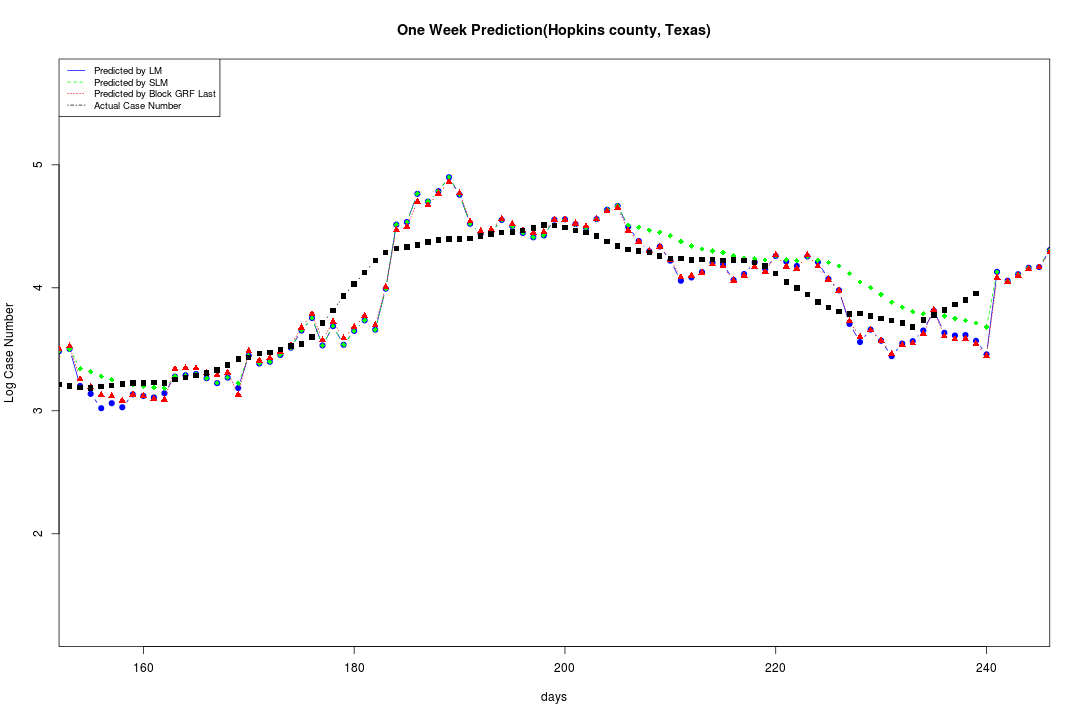 One Week Prediction(Hopkins county, Texas)
Predicted by LM
Predicted by SLM
Predicted by Block GRF Last
Actual Case Number
Log Case Number
5
4
3
2
160 180 200 220 240
days